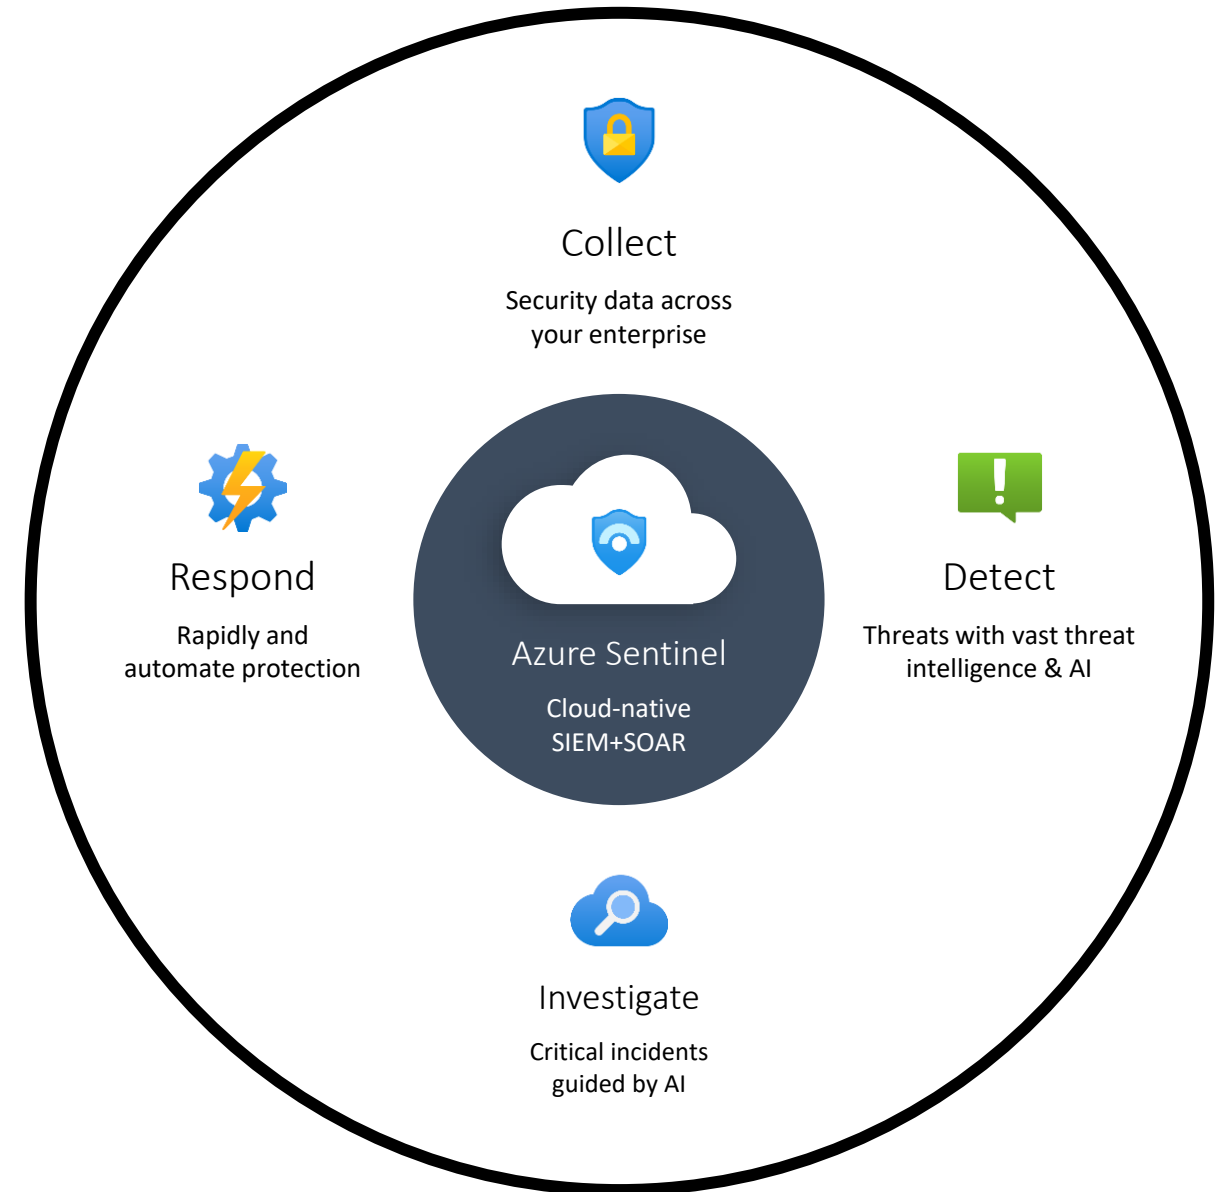 Collect
Security data across
your enterprise
Respond
Rapidly and
automate protection
Azure Sentinel
Cloud-native
SIEM+SOAR
Detect
Threats with vast threat
intelligence & AI
Investigate
Critical incidents
guided by AI